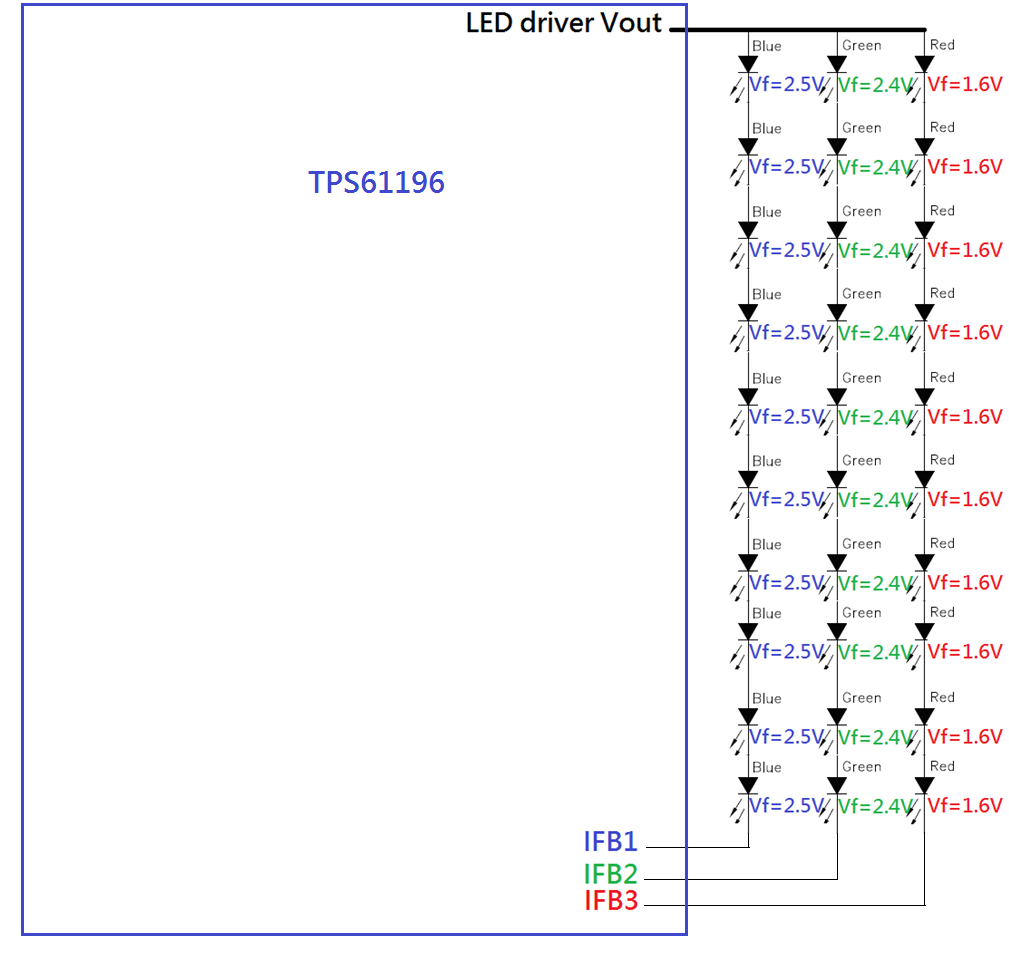 LED driver Vout
Blue Green Red
Vf=2.5V Vf=2.4V Vf=1.6V
Blue Green Red
Vf=2.5V Vf=2.4V Vf=1.6V
TPS61196
Blue Green Red
Vf=2.5V Vf=2.4V Vf=1.6V
Blue Green Red
Vf=2.5V Vf=2.4V Vf=1.6V
Blue Green Red
Vf=2.5V Vf=2.4V Vf=1.6V
Blue Green Red
Vf=2.5V Vf=2.4V Vf=1.6V
Blue Green Red
Vf=2.5V Vf=2.4V Vf=1.6V
Blue Green Red
Vf=2.5V Vf=2.4V Vf=1.6V
Blue Green Red
Vf=2.5V Vf=2.4V Vf=1.6V
Blue Green Red
Vf=2.5V Vf=2.4V Vf=1.6V
IFB1
IFB2
IFB3